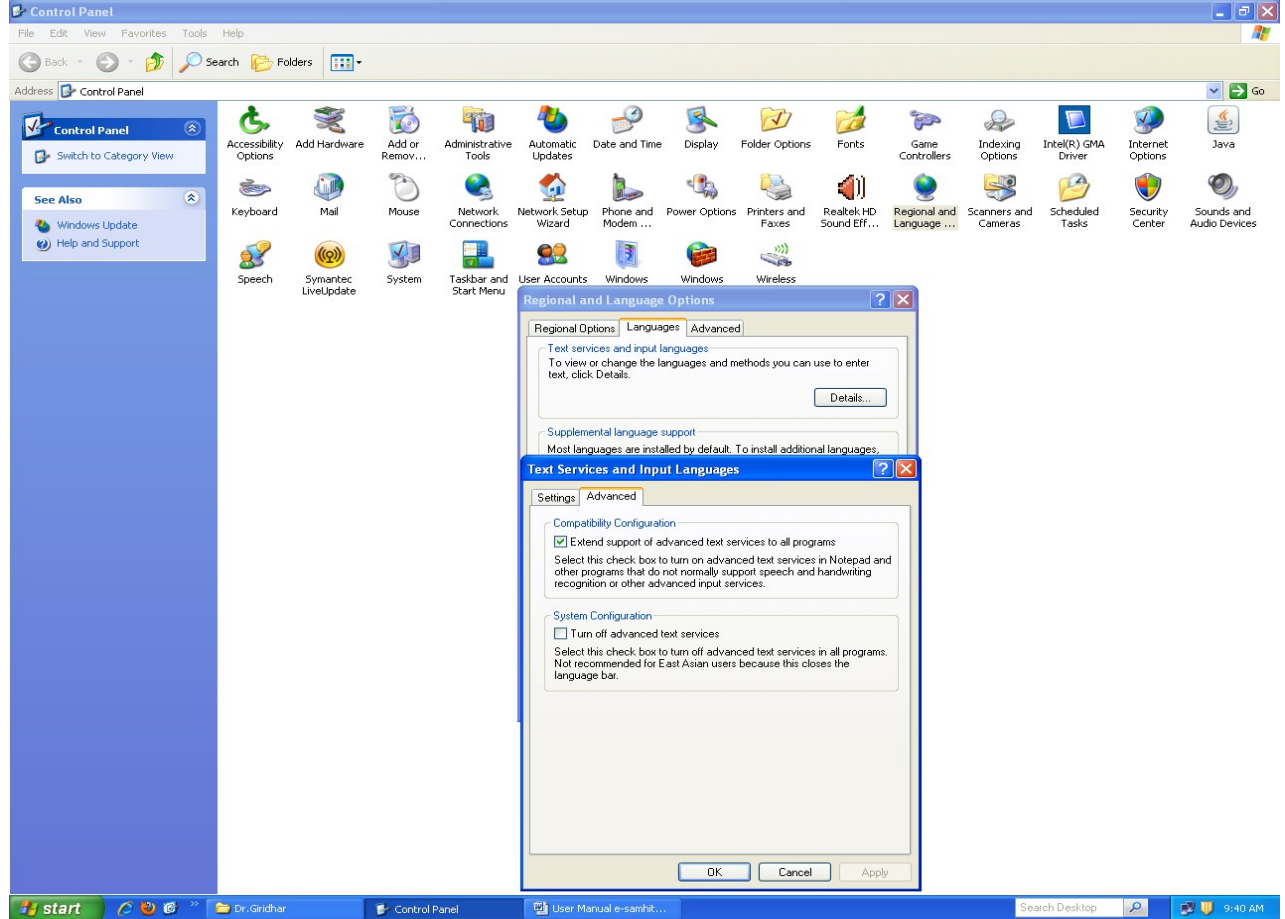 Control Panel
File Edit View Favorites Tools Help
Back Search Folders
Address Control Panel Go
Control Panel
Switch to Category View
See Also
Windows Update
Help and Support
Accessibility Options
Add Hardware
Add or Remov...
Administrative Tools
Automatic Updates
Date and Time
Display
Folder Options
Fonts
Game Controllers
Indexing Options
Intel(R) GMA Driver
Internet Options
Java
Keyboard
Mail
Mouse
Network Connections
Network Setup Wizard
Phone and Modem ...
Power Options
Printers and Faxes
Realtek HD Sound Eff...
Regional and Language ...
Scanners and Cameras
Scheduled Tasks
Security Center
Sounds and Audio Devices
Speech
Symantec LiveUpdate
System
Taskbar and Start Menu
User Accounts
Windows
Windows
Wireless
Regional and Language Options
Regional Options Languages Advanced
Text services and input languages
To view or change the languages and methods you can use to enter
text, click Details.
Details...
Supplemental language support
Most languages are installed by default. To install additional languages,
Text Services and Input Languages
Settings Advanced
Compatibility Configuration
Extend support of advanced text services to all programs
Select this check box to turn on advanced text services in Notepad and
other programs that do not normally support speech and handwriting
recognition or other advanced input services.
System Configuration
Turn off advanced text services
Select this check box to turn off advanced text services in all programs.
Not recommended for East Asian users because this closes the
language bar.
OK Cancel Apply
start Dr.Giridhar Control Panel User Manual e-samhit... Search Desktop 9:40 AM